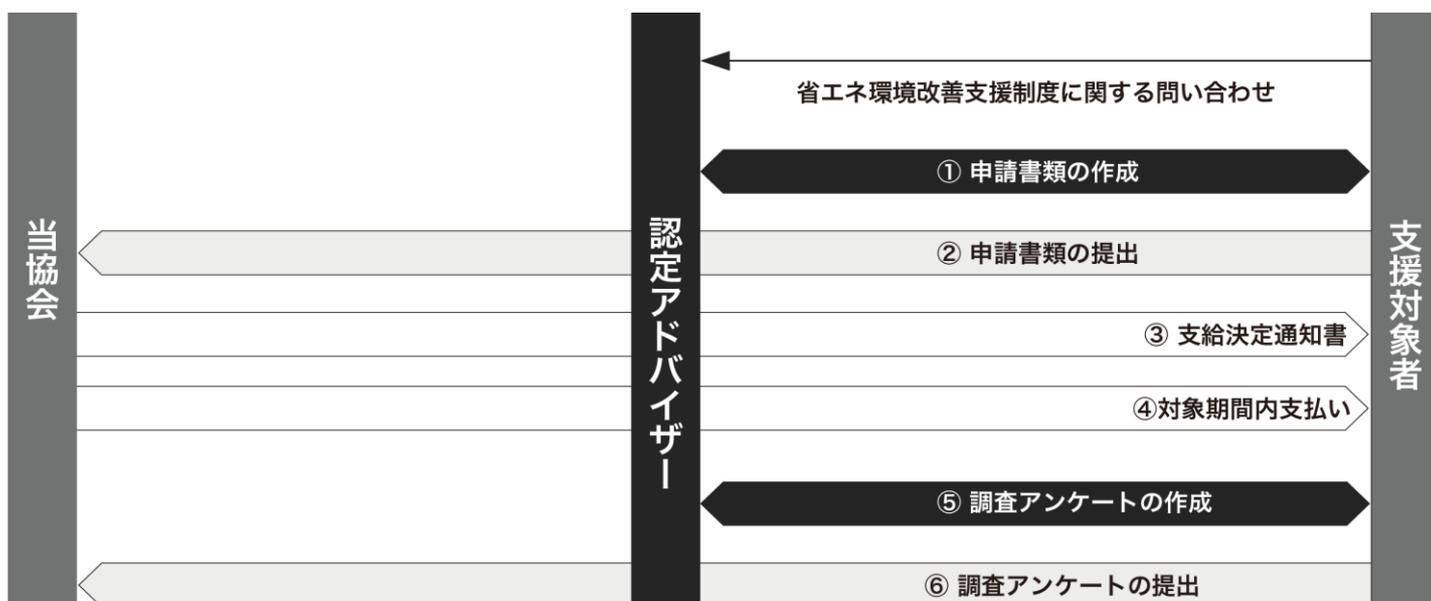 省エネ環境改善支援制度に関する問い合わせ
① 申請書類の作成
② 申請書類の提出
③ 支給決定通知書
④対象期間内支払い
⑤ 調査アンケートの作成
⑥ 調査アンケートの提出
当協会
認定アドバイザー
支援対象者